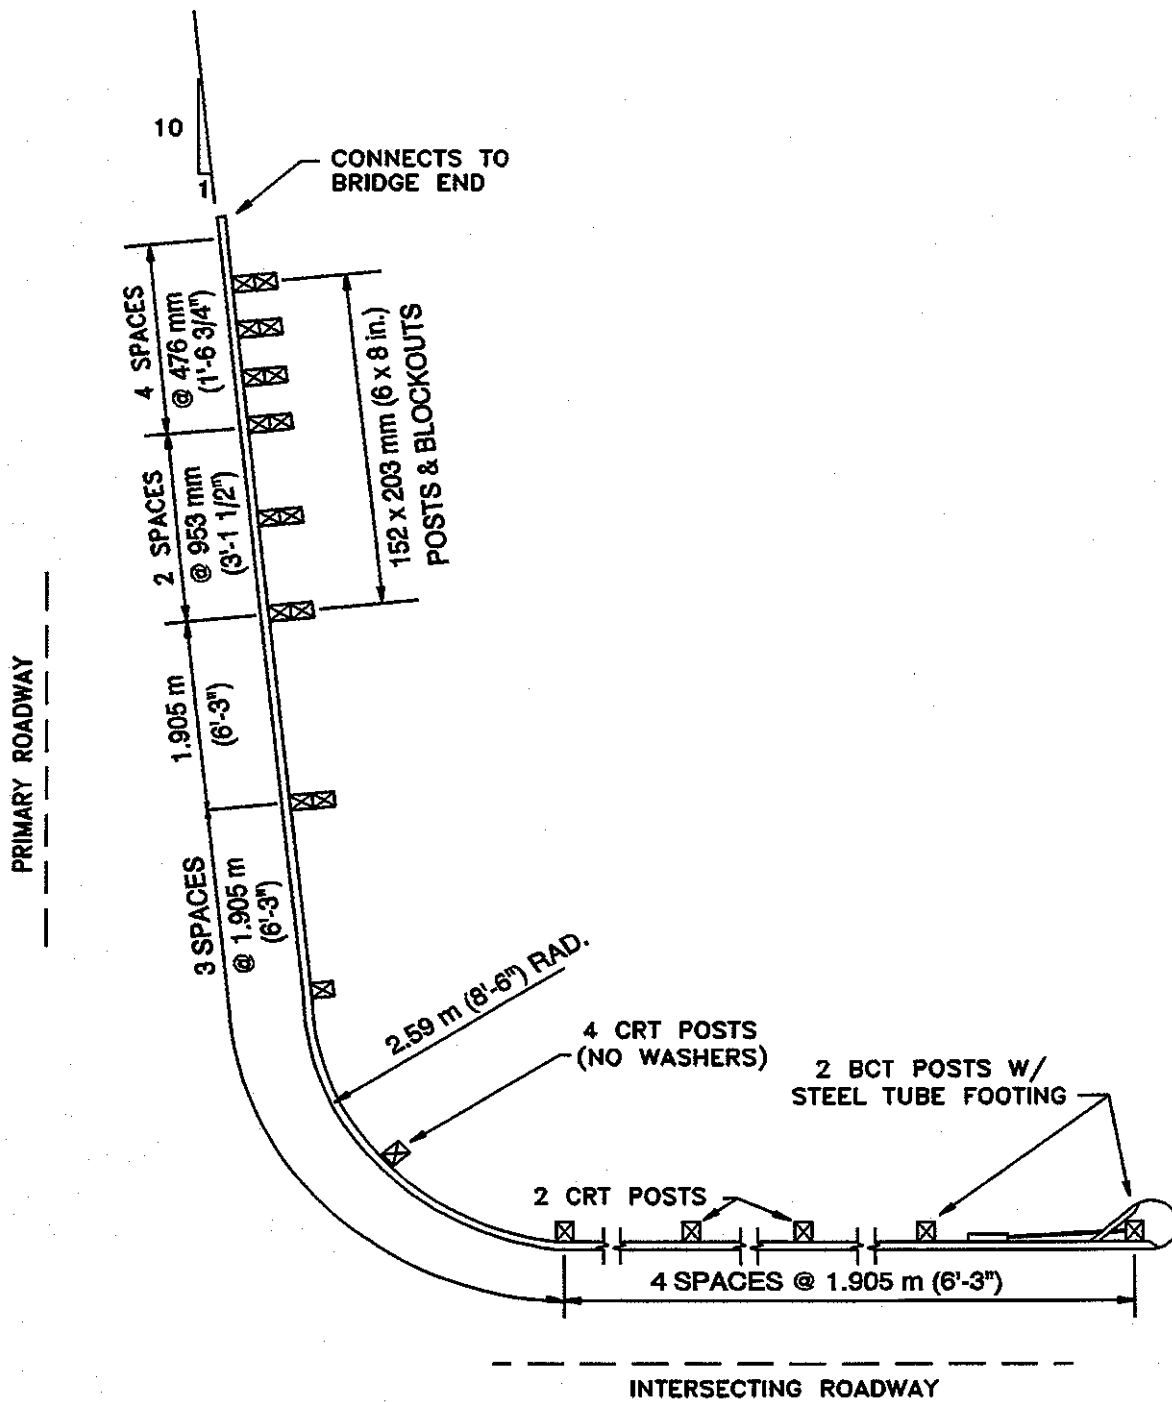 10
1
CONNECTS TO
BRIDGE END
4 SPACES
@ 476 mm
(1'-6 3/4")
152 x 203 mm (6 x 8 in.)
POSTS & BLOCKOUTS
2 SPACES
@ 953 mm
(3'-1 1/2")
1.905 m
(6'-3")
PRIMARY ROADWAY
3 SPACES
@ 1.905 m
(6'-3")
2.59 m (8'-6") RAD.
4 CRT POSTS
(NO WASHERS)
2 BCT POSTS W/
STEEL TUBE FOOTING
2 CRT POSTS
4 SPACES @ 1.905 m (6'-3")
INTERSECTING ROADWAY